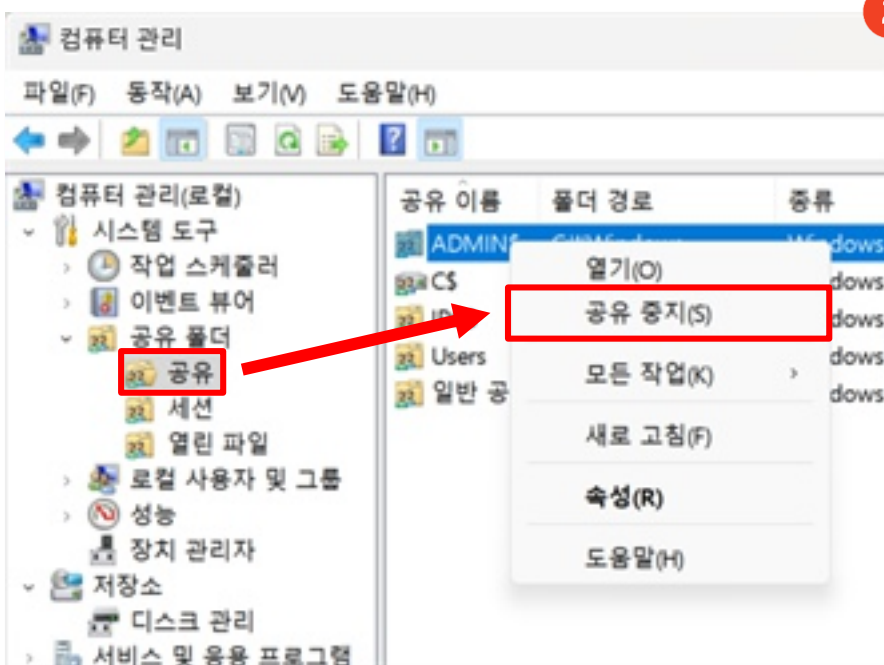 컴퓨터 관리
파일(F) 동작(A) 보기(V) 도움말(H)
컴퓨터 관리(로컬)
시스템 도구
작업 스케줄러
이벤트 뷰어
공유 폴더
공유
세션
열린 파일
로컬 사용자 및 그룹
성능
장치 관리자
저장소
디스크 관리
서비스 및 응용 프로그램
공유 이름 폴더 경로 종류
ADMIN$
C$
Users
일반 공
열기(O)
공유 중지(S)
모든 작업(K)
새로 고침(F)
속성(R)
도움말(H)